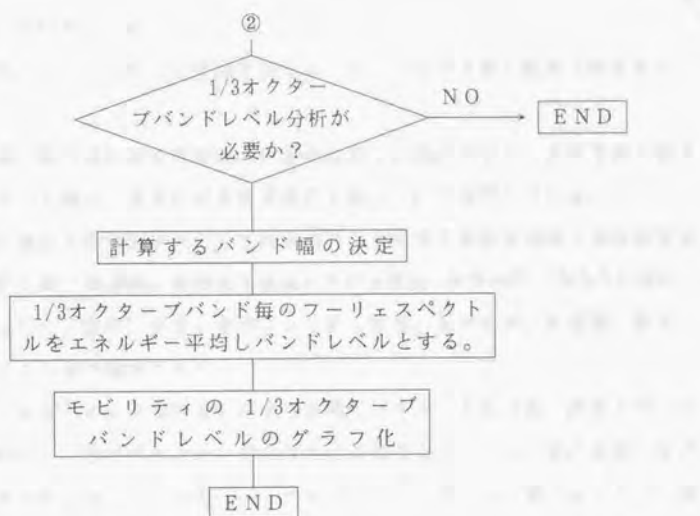 ②
1/3オクター
ブバンドレベル分析が
必要か?
NO
END
計算するバンド幅の決定
1/3オクターブバンド毎のフーリェスペクト
ルをエネルギー平均しバンドレベルとする。
モビリティの 1/3オクターブ
バンドレベルのグラフ化
END